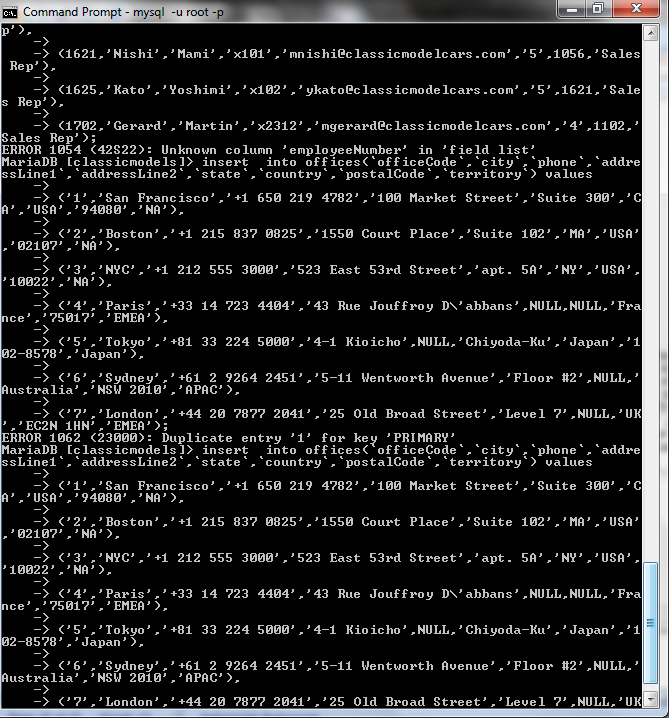 Command Prompt - mysql  -u root -p
p'),
    ->
    -> (1621,'Nishi','Mami','x101','mnishi@classicmodelcars.com','5',1056,'Sales
 Rep'),
    ->
    -> (1625,'Kato','Yoshimi','x102','ykato@classicmodelcars.com','5',1621,'Sale
s Rep'),
    ->
    -> (1702,'Gerard','Martin','x2312','mgerard@classicmodelcars.com','4',1102,'
Sales Rep');
ERROR 1054 (42S22): Unknown column 'employeeNumber' in 'field list'
MariaDB [classicmodels]> insert  into offices(`officeCode`,`city`,`phone`,`addre
ssLine1`,`addressLine2`,`state`,`country`,`postalCode`,`territory`) values
    ->
    -> ('1','San Francisco','+1 650 219 4782','100 Market Street','Suite 300','C
A','USA','94080','NA'),
    ->
    -> ('2','Boston','+1 215 837 0825','1550 Court Place','Suite 102','MA','USA'
,'02107','NA'),
    ->
    -> ('3','NYC','+1 212 555 3000','523 East 53rd Street','apt. 5A','NY','USA',
'10022','NA'),
    ->
    -> ('4','Paris','+33 14 723 4404','43 Rue Jouffroy D\'abbans',NULL,NULL,'Fra
nce','75017','EMEA'),
    ->
    -> ('5','Tokyo','+81 33 224 5000','4-1 Kioicho',NULL,'Chiyoda-Ku','Japan','1
02-8578','Japan'),
    ->
    -> ('6','Sydney','+61 2 9264 2451','5-11 Wentworth Avenue','Floor #2',NULL,'
Australia','NSW 2010','APAC'),
    ->
    -> ('7','London','+44 20 7877 2041','25 Old Broad Street','Level 7',NULL,'UK
','EC2N 1HN','EMEA');
ERROR 1062 (23000): Duplicate entry '1' for key 'PRIMARY'
MariaDB [classicmodels]> insert  into offices(`officeCode`,`city`,`phone`,`addre
ssLine1`,`addressLine2`,`state`,`country`,`postalCode`,`territory`) values
    ->
    -> ('1','San Francisco','+1 650 219 4782','100 Market Street','Suite 300','C
A','USA','94080','NA'),
    ->
    -> ('2','Boston','+1 215 837 0825','1550 Court Place','Suite 102','MA','USA'
,'02107','NA'),
    ->
    -> ('3','NYC','+1 212 555 3000','523 East 53rd Street','apt. 5A','NY','USA',
'10022','NA'),
    ->
    -> ('4','Paris','+33 14 723 4404','43 Rue Jouffroy D\'abbans',NULL,NULL,'Fra
nce','75017','EMEA'),
    ->
    -> ('5','Tokyo','+81 33 224 5000','4-1 Kioicho',NULL,'Chiyoda-Ku','Japan','1
02-8578','Japan'),
    ->
    -> ('6','Sydney','+61 2 9264 2451','5-11 Wentworth Avenue','Floor #2',NULL,'
Australia','NSW 2010','APAC'),
    ->
    -> ('7','London','+44 20 7877 2041','25 Old Broad Street','Level 7',NULL,'UK